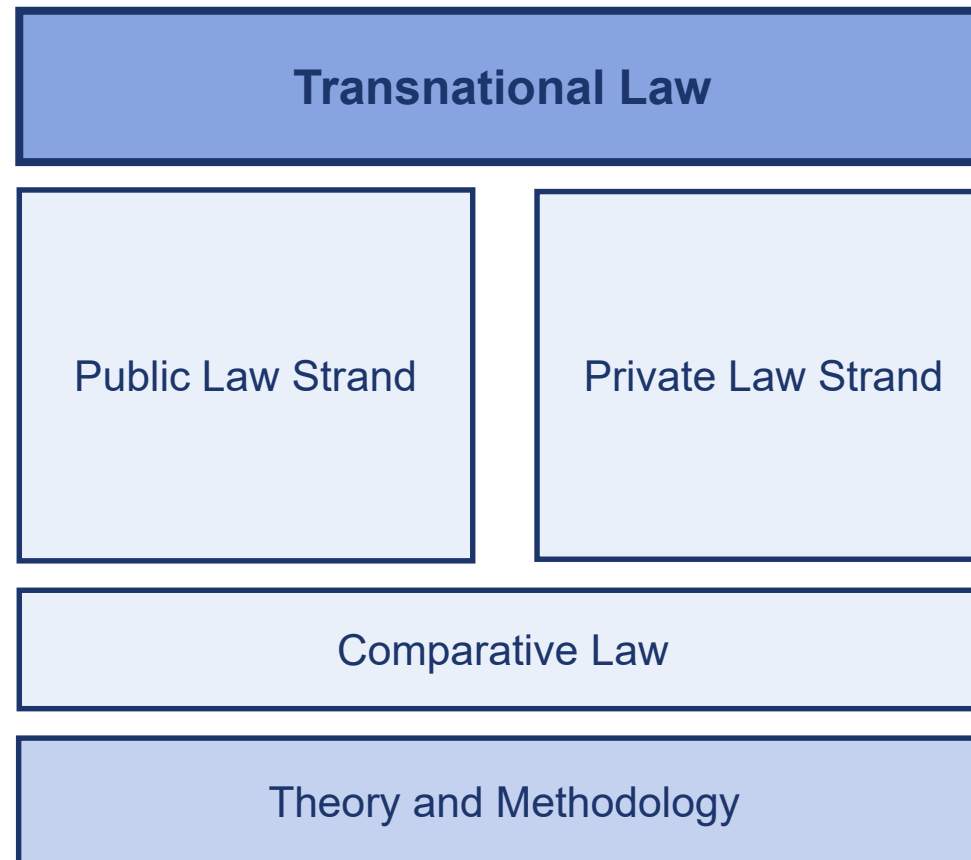 Transnational Law
Public Law Strand
Private Law Strand
Comparative Law
Theory and Methodology